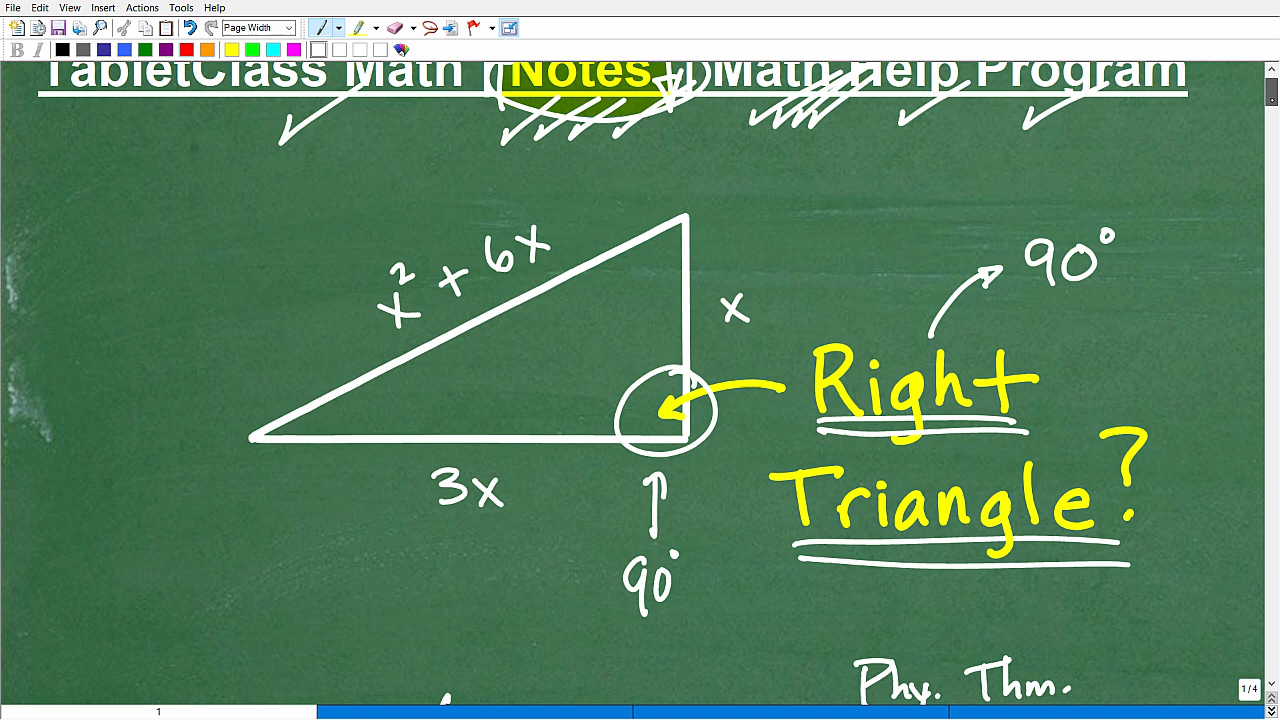 File Edit View Insert Actions Tools Help
Page Width
B I
TabletClass Math (Notes) Math Help Program
x² + 6x
x
90°
Right
3x
Triangle?
90°
Phy. Thm.
1/4
1